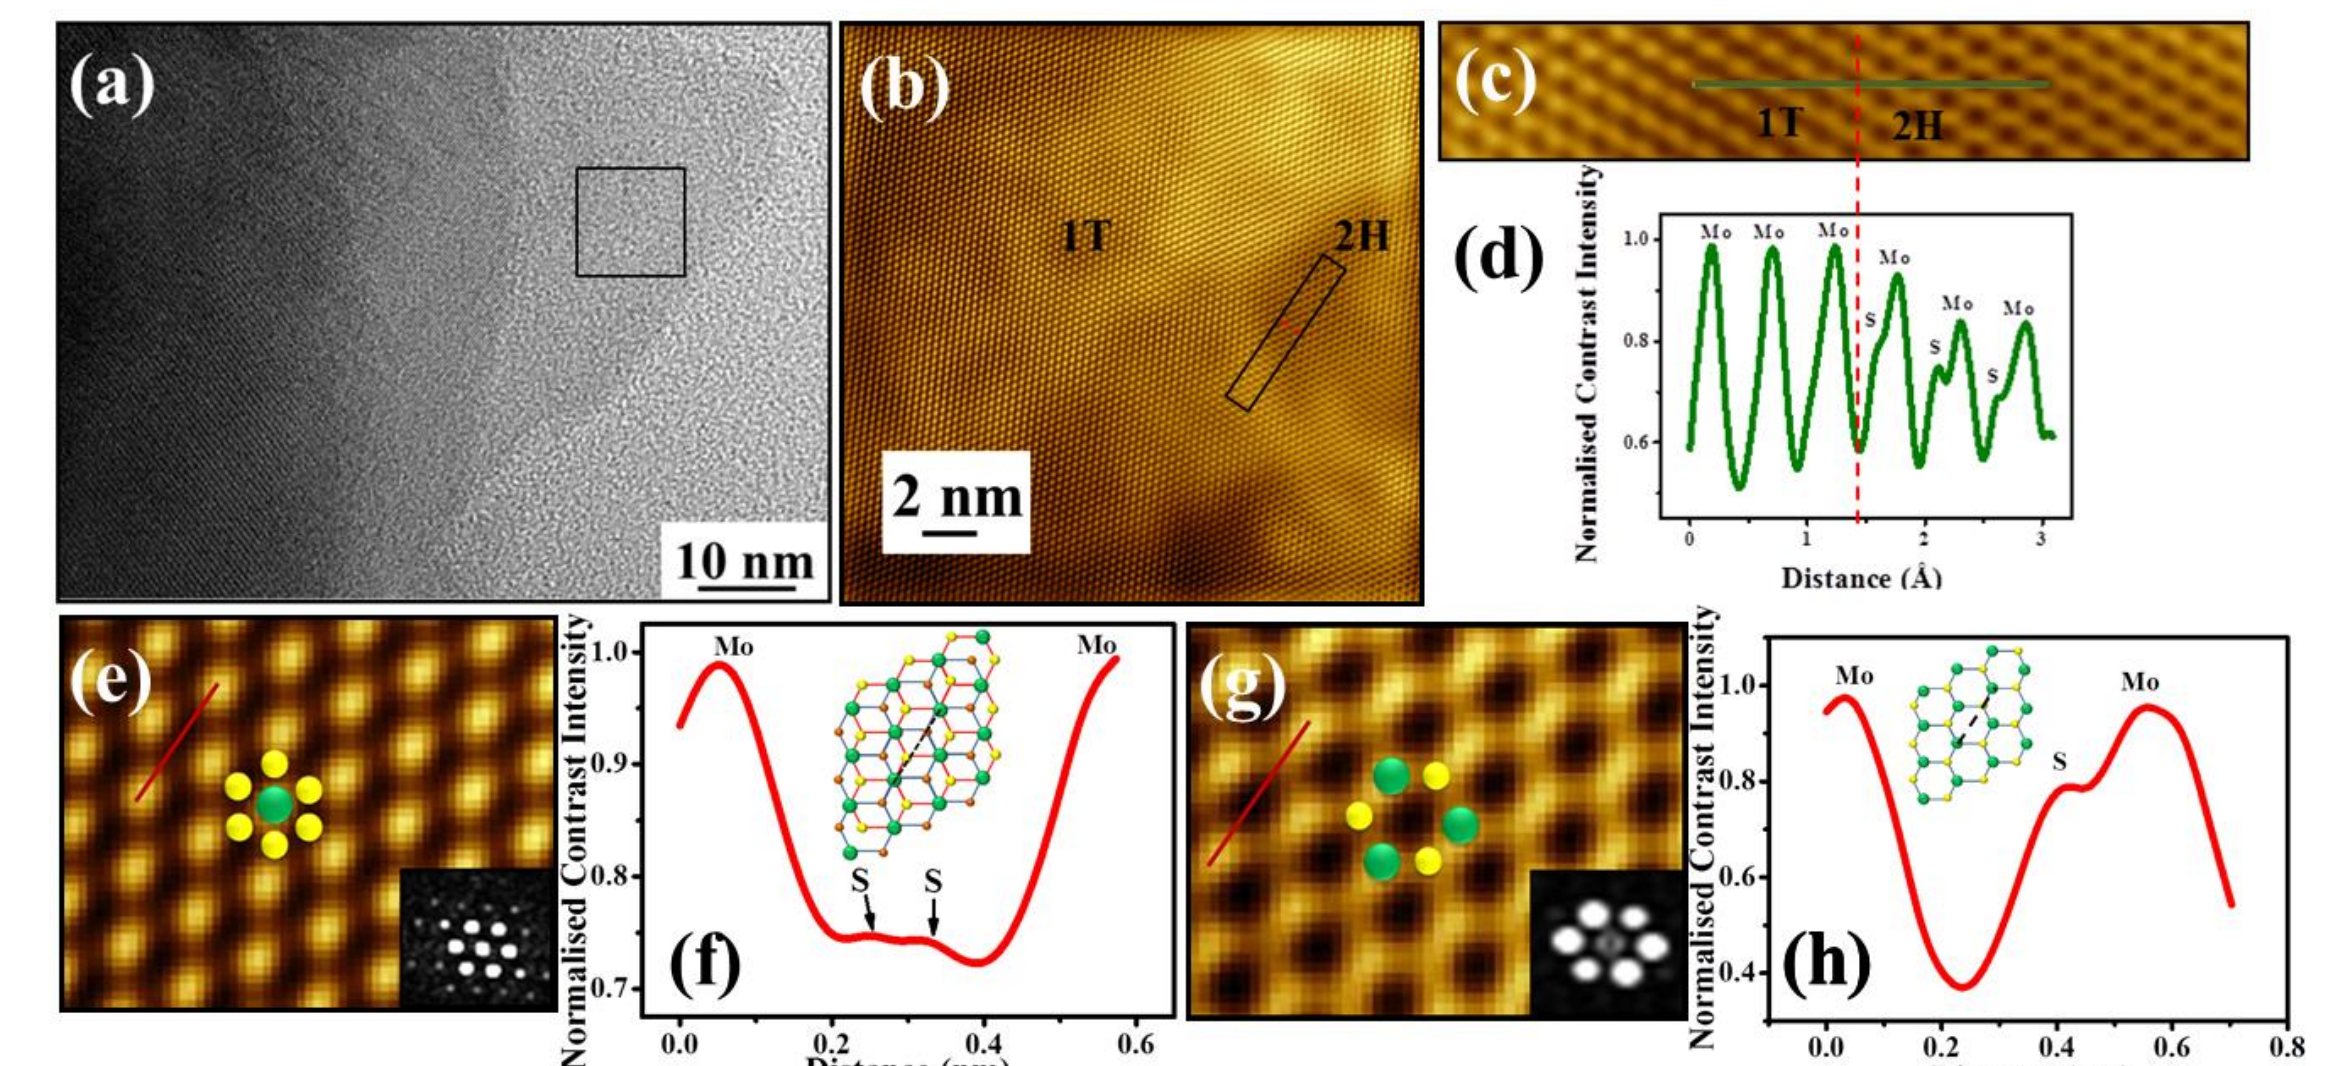 (a)
10 nm
(b)
1T
2H
2 nm
(c)
1T
2H
(d)
Normalised Contrast Intensity
1.0
0.8
0.6
Mo
Mo
Mo
Mo
Mo
Mo
S
S
S
0
1
2
3
Distance (Å)
(e)
Normalised Contrast Intensity
1.0
0.9
0.8
0.7
Mo
Mo
S
S
(f)
0.0
0.2
0.4
0.6
Distance (nm)
(g)
Normalised Contrast Intensity
1.0
0.8
0.6
0.4
Mo
Mo
S
(h)
0.0
0.2
0.4
0.6
0.8